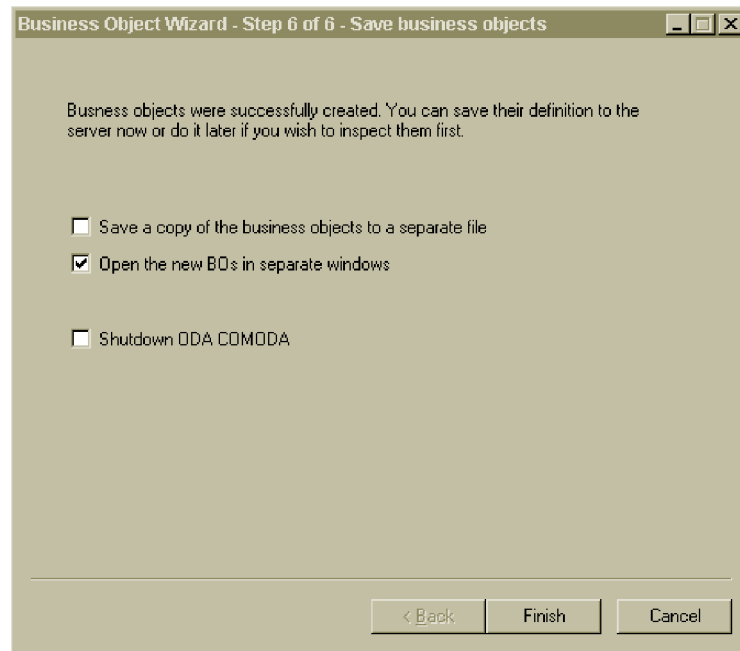 Business Object Wizard - Step 6 of 6 - Save business objects
Busness objects were successfully created. You can save their definition to the
server now or do it later if you wish to inspect them first.
Save a copy of the business objects to a separate file
Open the new BOs in separate windows
Shutdown ODA COMODA
< Back
Finish
Cancel